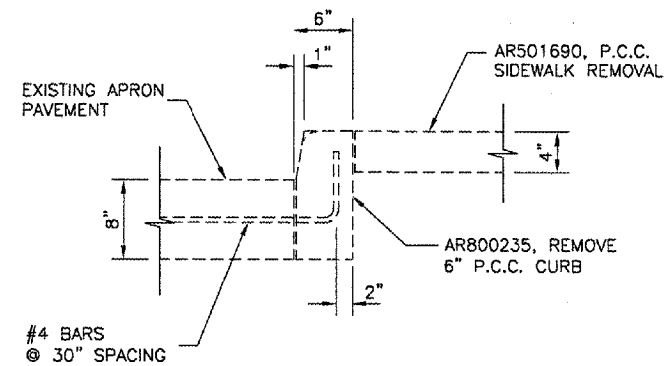 6"
1"
AR501690, P.C.C.
SIDEWALK REMOVAL
EXISTING APRON
PAVEMENT
4"
8"
AR800235, REMOVE
6" P.C.C. CURB
2"
#4 BARS
@ 30" SPACING